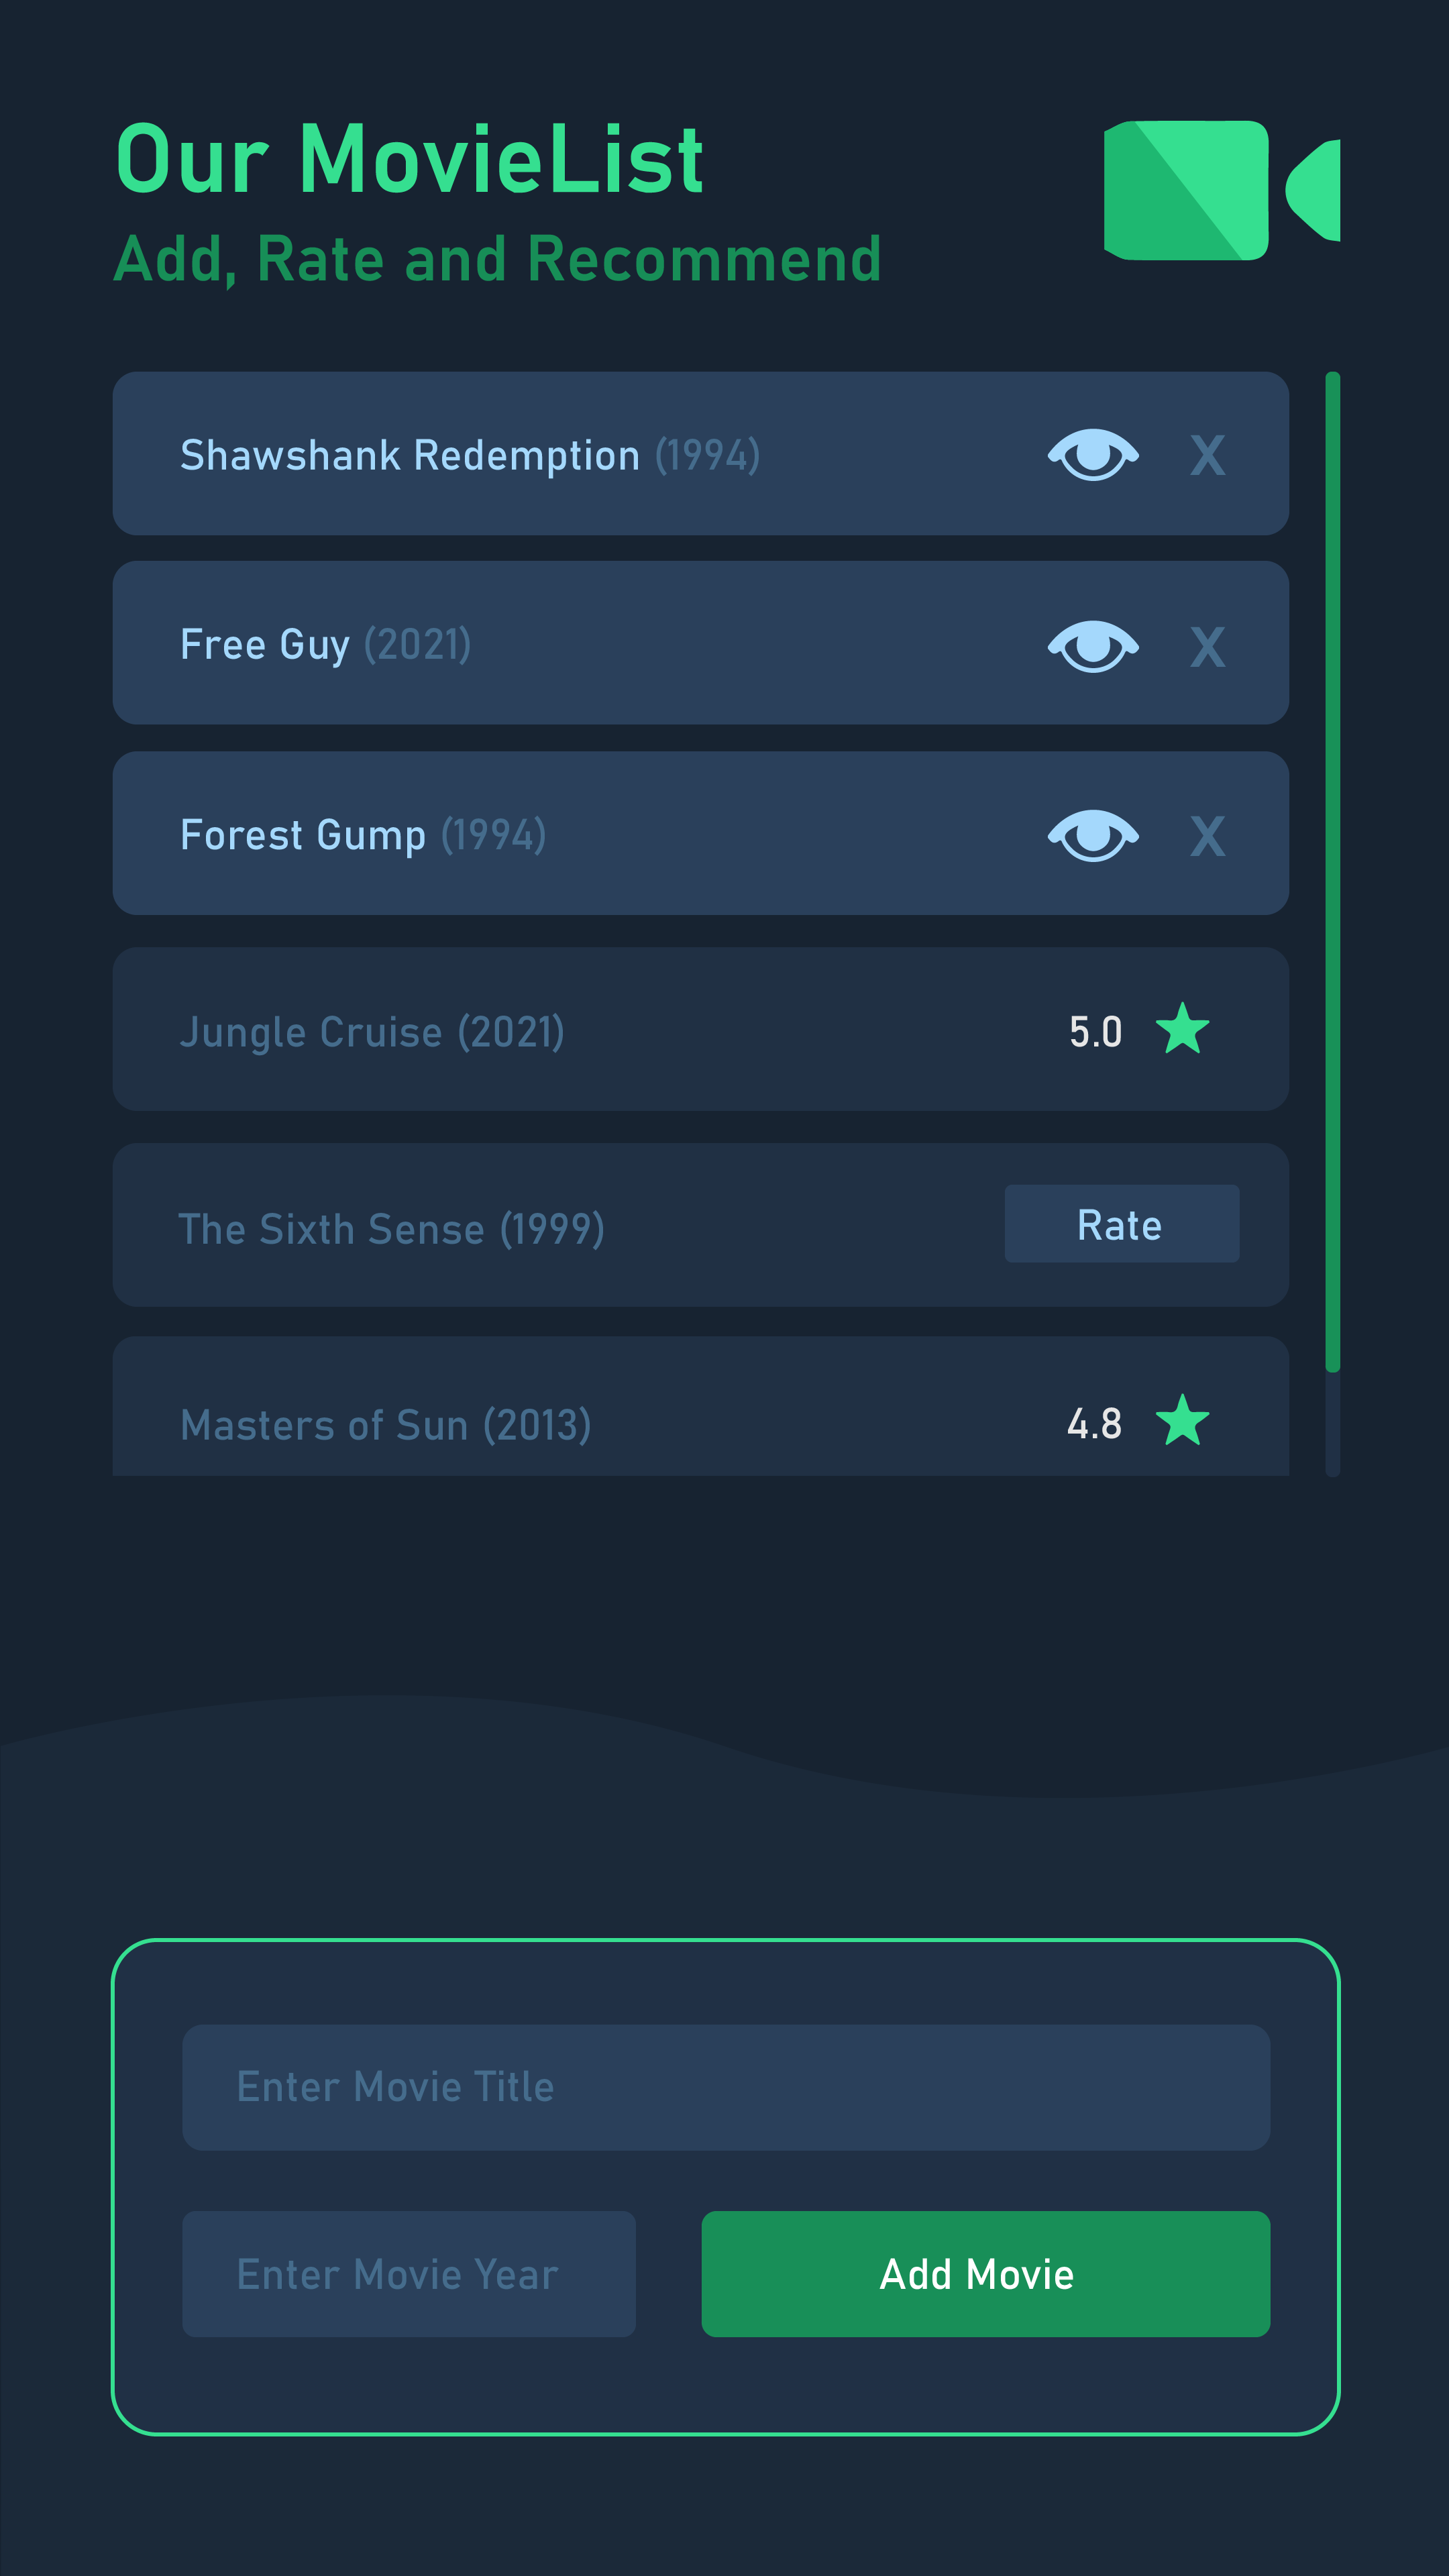 Our MovieList
Add, Rate and Recommend
Shawshank Redemption (1994) X
Free Guy (2021) X
Forest Gump (1994) X
Jungle Cruise (2021) 5.0
The Sixth Sense (1999) Rate
Masters of Sun (2013) 4.8
Enter Movie Title
Enter Movie Year Add Movie